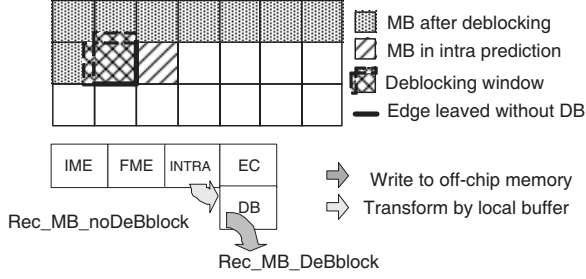 MB after deblocking
MB in intra prediction
Deblocking window
Edge leaved without DB
IME FME INTRA EC
DB
Write to off-chip memory
Transform by local buffer
Rec_MB_noDeBblock
Rec_MB_DeBblock